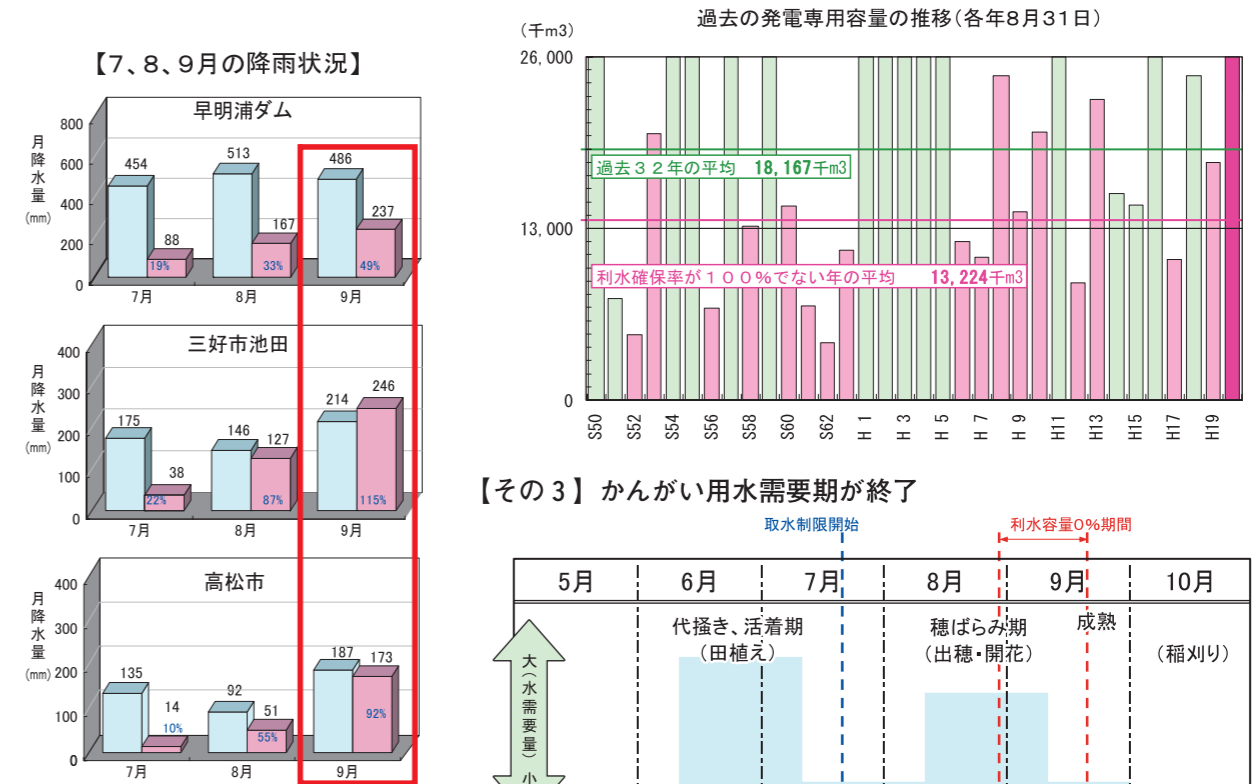 【7、8、9月の降雨状況】
早明浦ダム
月降水量(mm)
800
600
400
200
0
454
88
19%
513
167
33%
486
237
49%
7月
8月
9月
三好市池田
月降水量(mm)
400
300
200
100
0
175
38
22%
146
127
87%
214
246
115%
7月
8月
9月
高松市
月降水量(mm)
400
300
200
100
0
135
14
10%
92
51
55%
187
173
92%
7月
8月
9月
過去の発電専用容量の推移(各年8月31日)
(千m3)
26,000
13,000
0
過去32年の平均 18,167千m3
利水確保率が100%でない年の平均 13,224千m3
S50
S52
S54
S56
S58
S60
S62
H 1
H 3
H 5
H 7
H 9
H11
H13
H15
H17
H19
【その3】かんがい用水需要期が終了
取水制限開始
利水容量0%期間
5月
6月
7月
8月
9月
10月
代掻き、活着期
(田植え)
穂ばらみ期
(出穂・開花)
成熟
(稲刈り)
大(水需要量)小